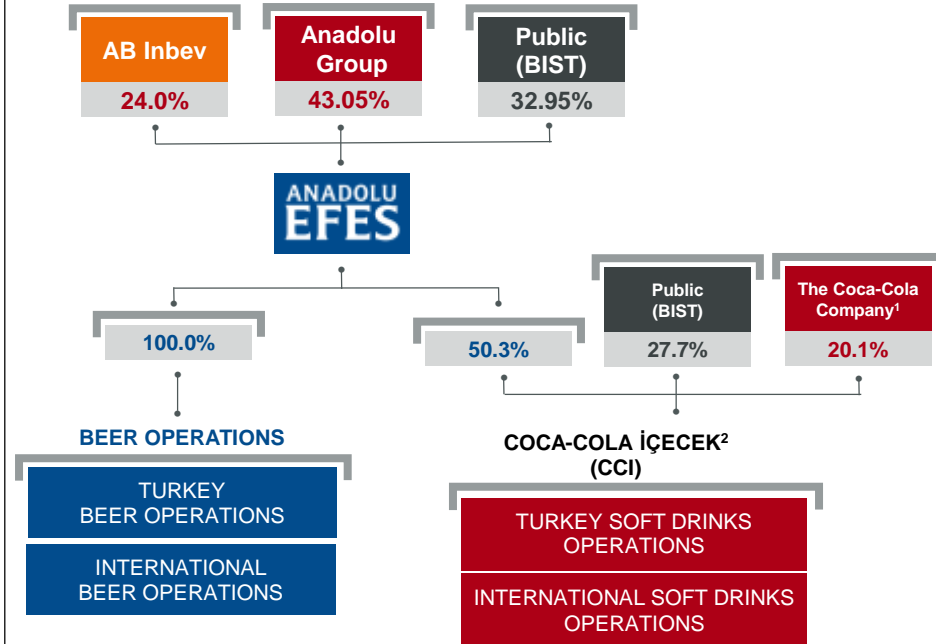 AB Inbev
24.0%
Anadolu
Group
43.05%
Public
(BIST)
32.95%
ANADOLU
EFES
100.0%
50.3%
Public
(BIST)
27.7%
The Coca-Cola
Company¹
20.1%
BEER OPERATIONS
TURKEY
BEER OPERATIONS
INTERNATIONAL
BEER OPERATIONS
COCA-COLA İÇECEK²
(CCI)
TURKEY SOFT DRINKS
OPERATIONS
INTERNATIONAL SOFT DRINKS
OPERATIONS